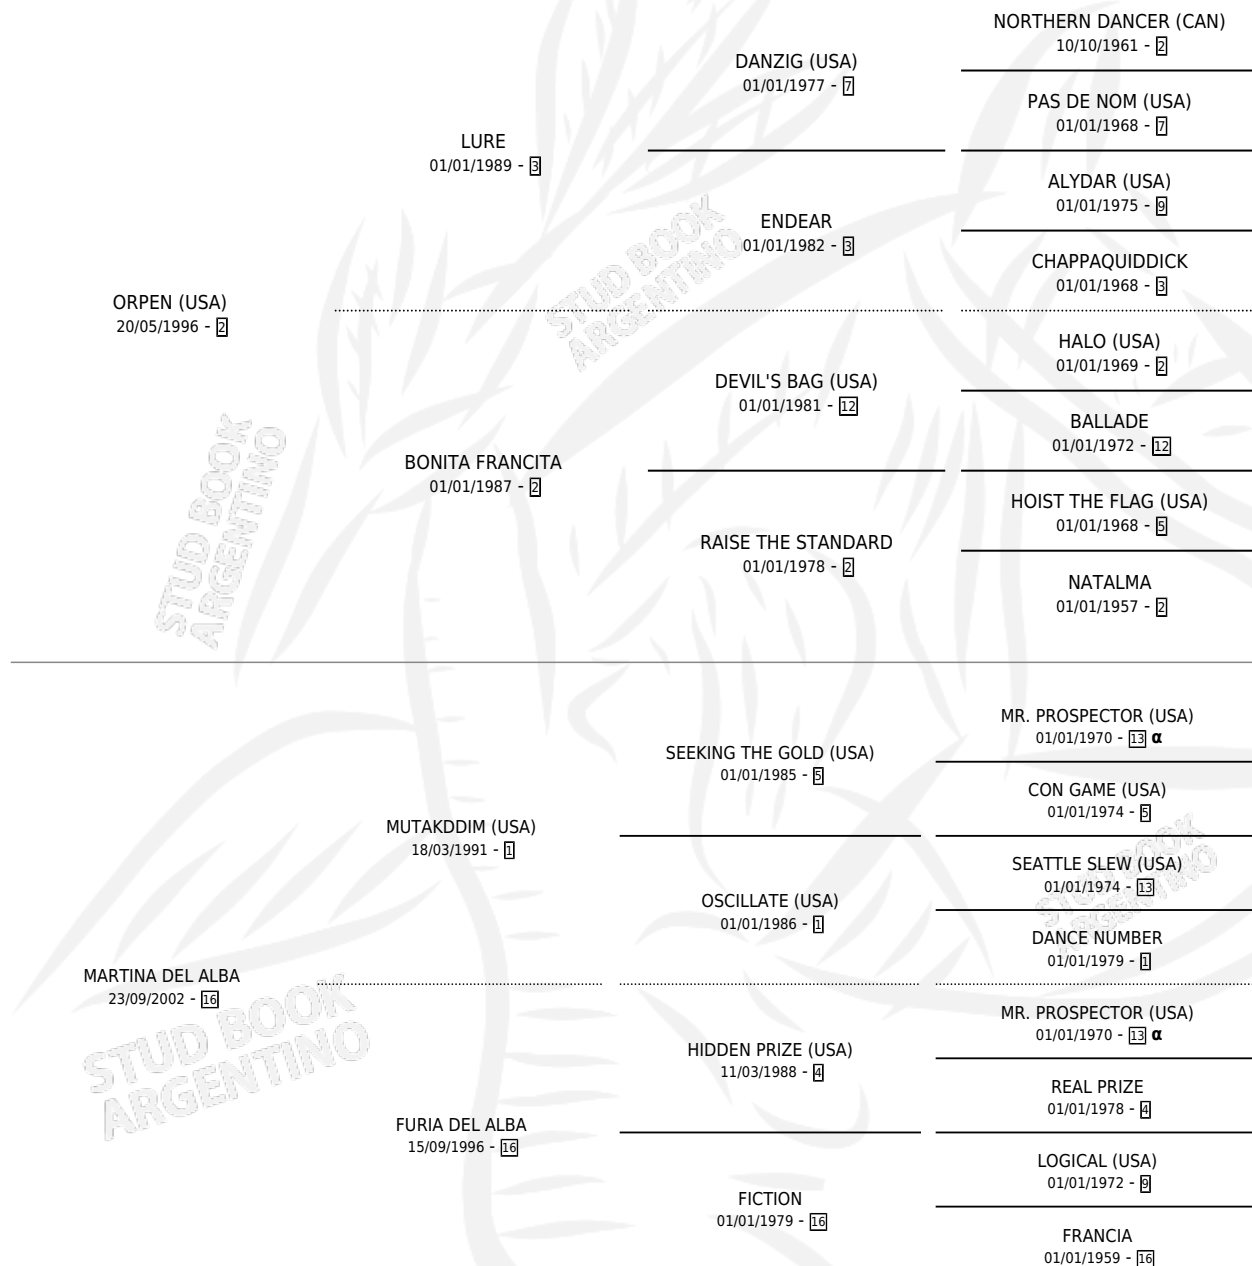 NORTHERN DANCER (CAN)
10/10/1961 - 2
DANZIG (USA)
01/01/1977 - 7
PAS DE NOM (USA)
01/01/1968 - 7
LURE
01/01/1989 - 3
ALYDAR (USA)
01/01/1975 - 9
ENDEAR
01/01/1982 - 3
CHAPPAQUIDDICK
01/01/1968 - 3
ORPEN (USA)
20/05/1996 - 2
HALO (USA)
01/01/1969 - 2
DEVIL'S BAG (USA)
01/01/1981 - 12
BALLADE
01/01/1972 - 12
BONITA FRANCITA
01/01/1987 - 2
HOIST THE FLAG (USA)
01/01/1968 - 5
RAISE THE STANDARD
01/01/1978 - 2
NATALMA
01/01/1957 - 2
MR. PROSPECTOR (USA)
01/01/1970 - 13 α
SEEKING THE GOLD (USA)
01/01/1985 - 5
CON GAME (USA)
01/01/1974 - 5
MUTAKDDIM (USA)
18/03/1991 - 1
SEATTLE SLEW (USA)
01/01/1974 - 13
OSCILLATE (USA)
01/01/1986 - 1
DANCE NUMBER
01/01/1979 - 1
MARTINA DEL ALBA
23/09/2002 - 16
MR. PROSPECTOR (USA)
01/01/1970 - 13 α
HIDDEN PRIZE (USA)
11/03/1988 - 4
REAL PRIZE
01/01/1978 - 4
FURIA DEL ALBA
15/09/1996 - 16
LOGICAL (USA)
01/01/1972 - 9
FICTION
01/01/1979 - 16
FRANCIA
01/01/1959 - 16
STUD BOOK
ARGENTINO
STUD BOOK
ARGENTINO
STUD BOOK
ARGENTINO
STUD BOOK
ARGENTINO